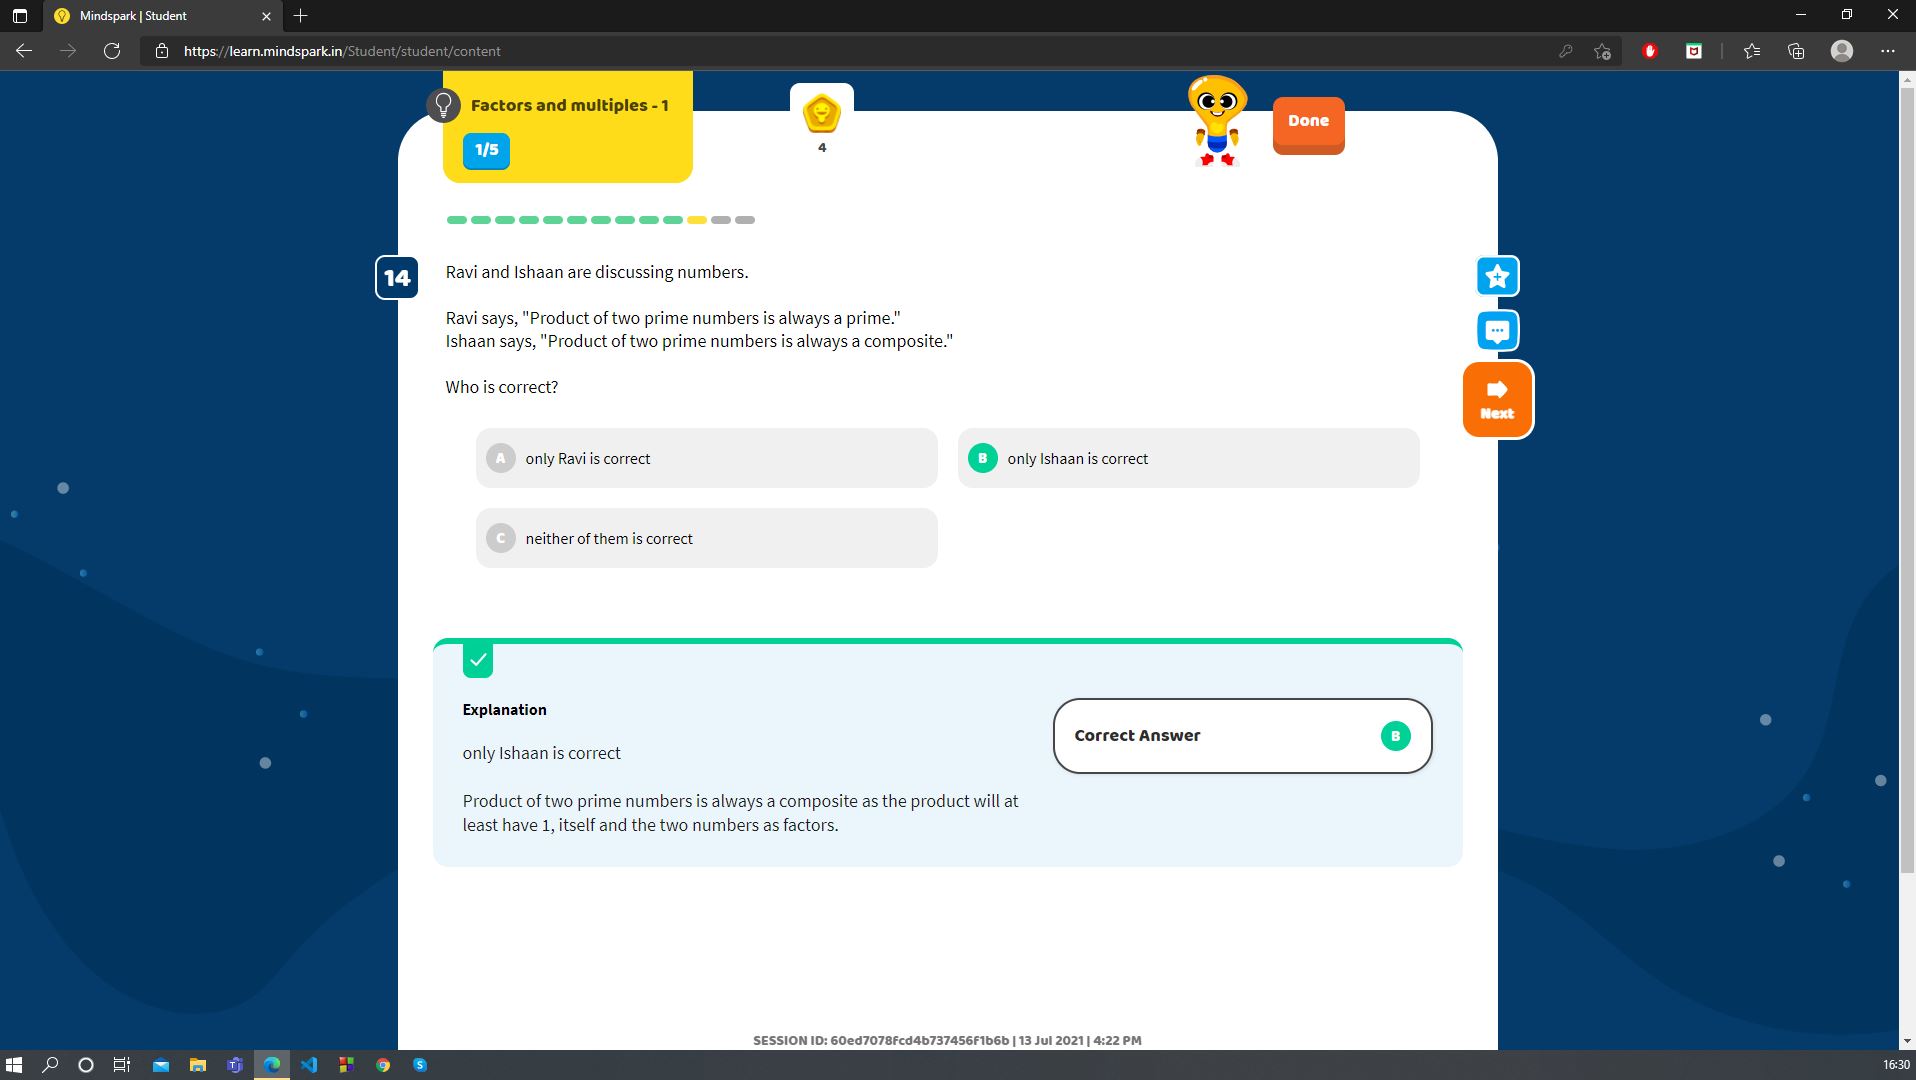 Mindspark | Student
https://learn.mindspark.in/Student/student/content
Factors and multiples - 1
1/5
4
Done
14
Ravi and Ishaan are discussing numbers.
Ravi says, "Product of two prime numbers is always a prime."
Ishaan says, "Product of two prime numbers is always a composite."
Who is correct?
Next
A only Ravi is correct
B only Ishaan is correct
C neither of them is correct
Explanation
only Ishaan is correct
Product of two prime numbers is always a composite as the product will at
least have 1, itself and the two numbers as factors.
Correct Answer B
SESSION ID: 60ed7078fcd4b737456f1b6b | 13 Jul 2021 | 4:22 PM
16:30